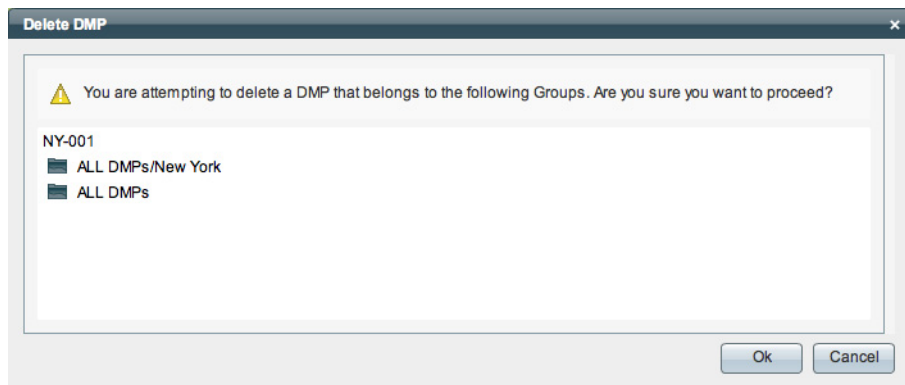 Delete DMP
You are attempting to delete a DMP that belongs to the following Groups. Are you sure you want to proceed?
NY-001
ALL DMPs/New York
ALL DMPs
Ok
Cancel